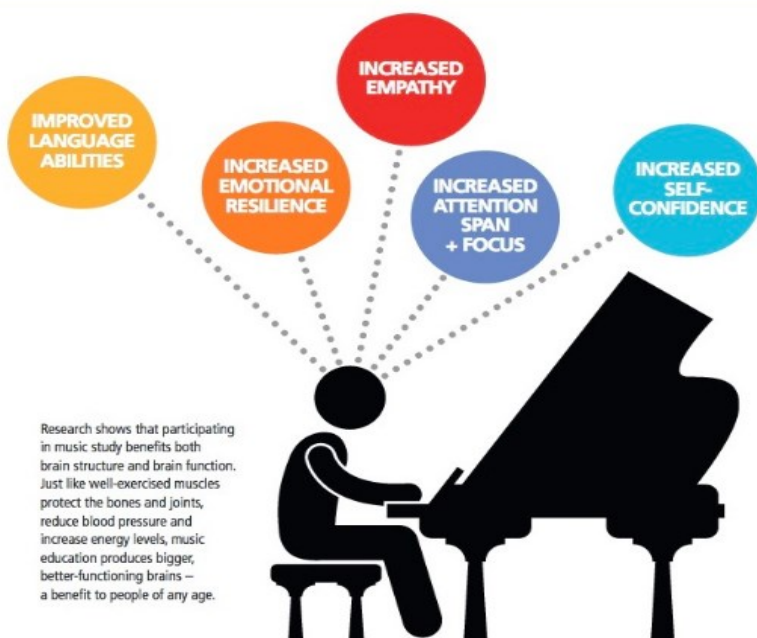 INCREASED
EMPATHY
IMPROVED
LANGUAGE
ABILITIES
INCREASED
EMOTIONAL
RESILIENCE
INCREASED
ATTENTION
SPAN
+ FOCUS
INCREASED
SELF-
CONFIDENCE
Research shows that participating
in music study benefits both
brain structure and brain function.
Just like well-exercised muscles
protect the bones and joints,
reduce blood pressure and
increase energy levels, music
education produces bigger,
better-functioning brains –
a benefit to people of any age.